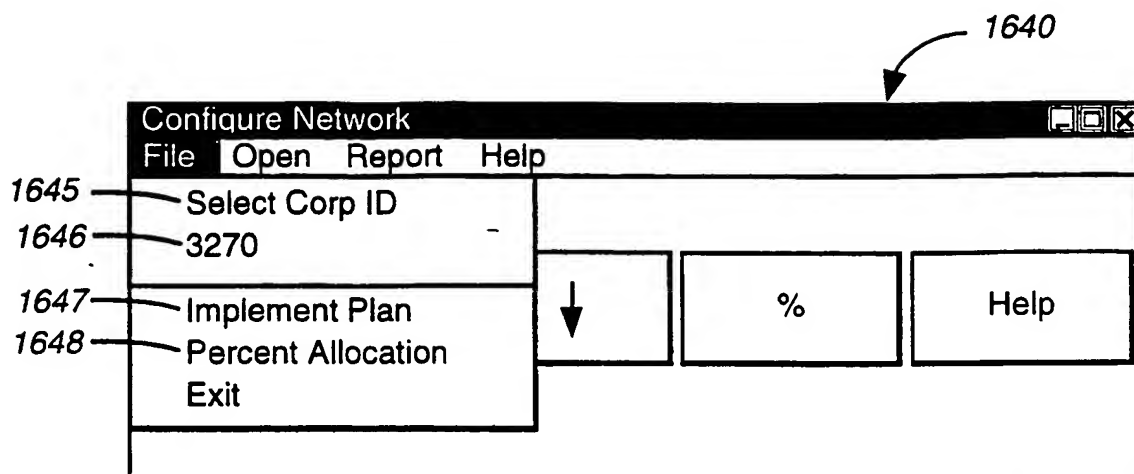 1640
Configure Network
File Open Report Help
1645 Select Corp ID
1646 3270
1647 Implement Plan
1648 Percent Allocation
Exit
% Help